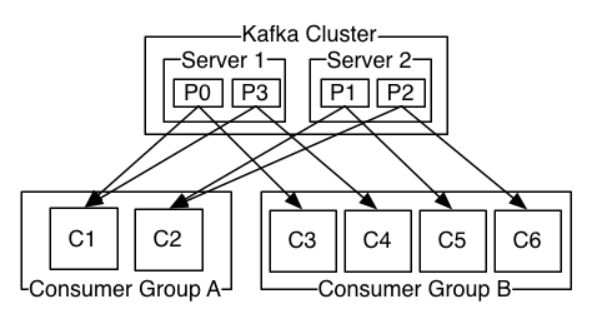 Kafka Cluster
Server 1 Server 2
P0 P3 P1 P2
C1 C2 C3 C4 C5 C6
Consumer Group A Consumer Group B